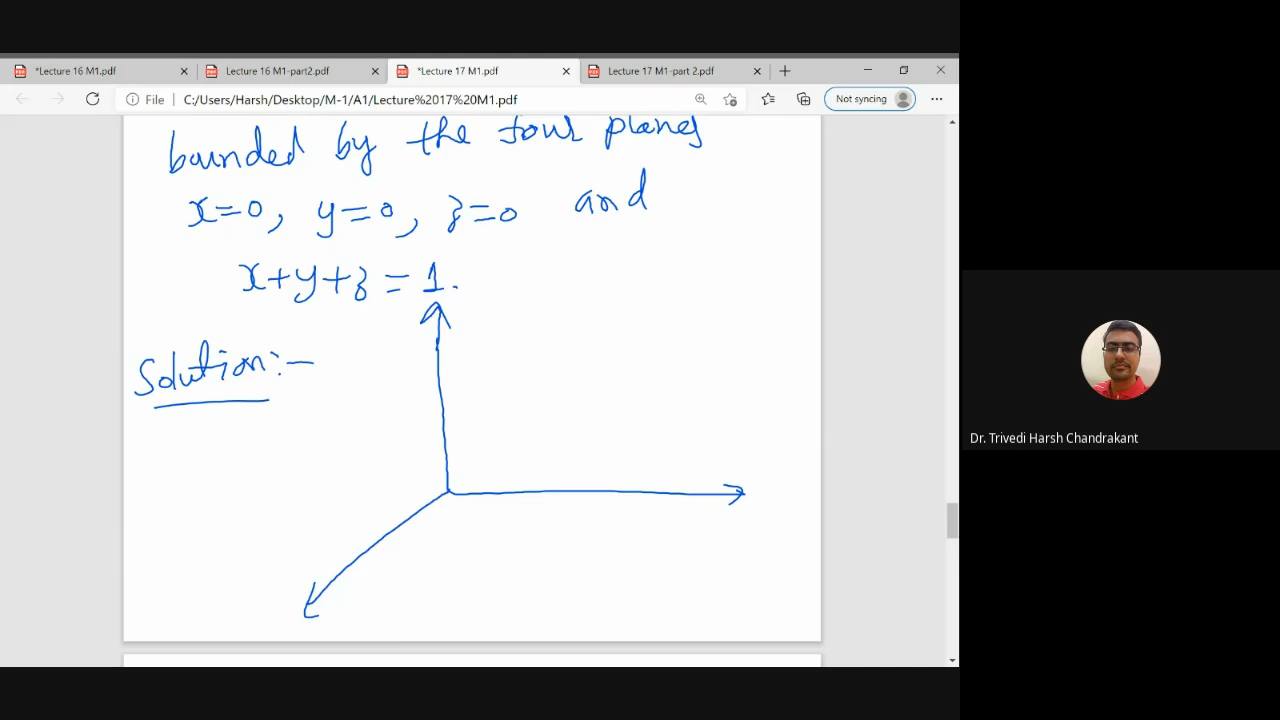 *Lecture 16 M1.pdf
Lecture 16 M1-part2.pdf
*Lecture 17 M1.pdf
Lecture 17 M1-part 2.pdf
File
C:/Users/Harsh/Desktop/M-1/A1/Lecture%2017%20M1.pdf
Not syncing
bounded by the four planes
x=0, y=0, z=0 and
x+y+z = 1.
Solution:-
Dr. Trivedi Harsh Chandrakant